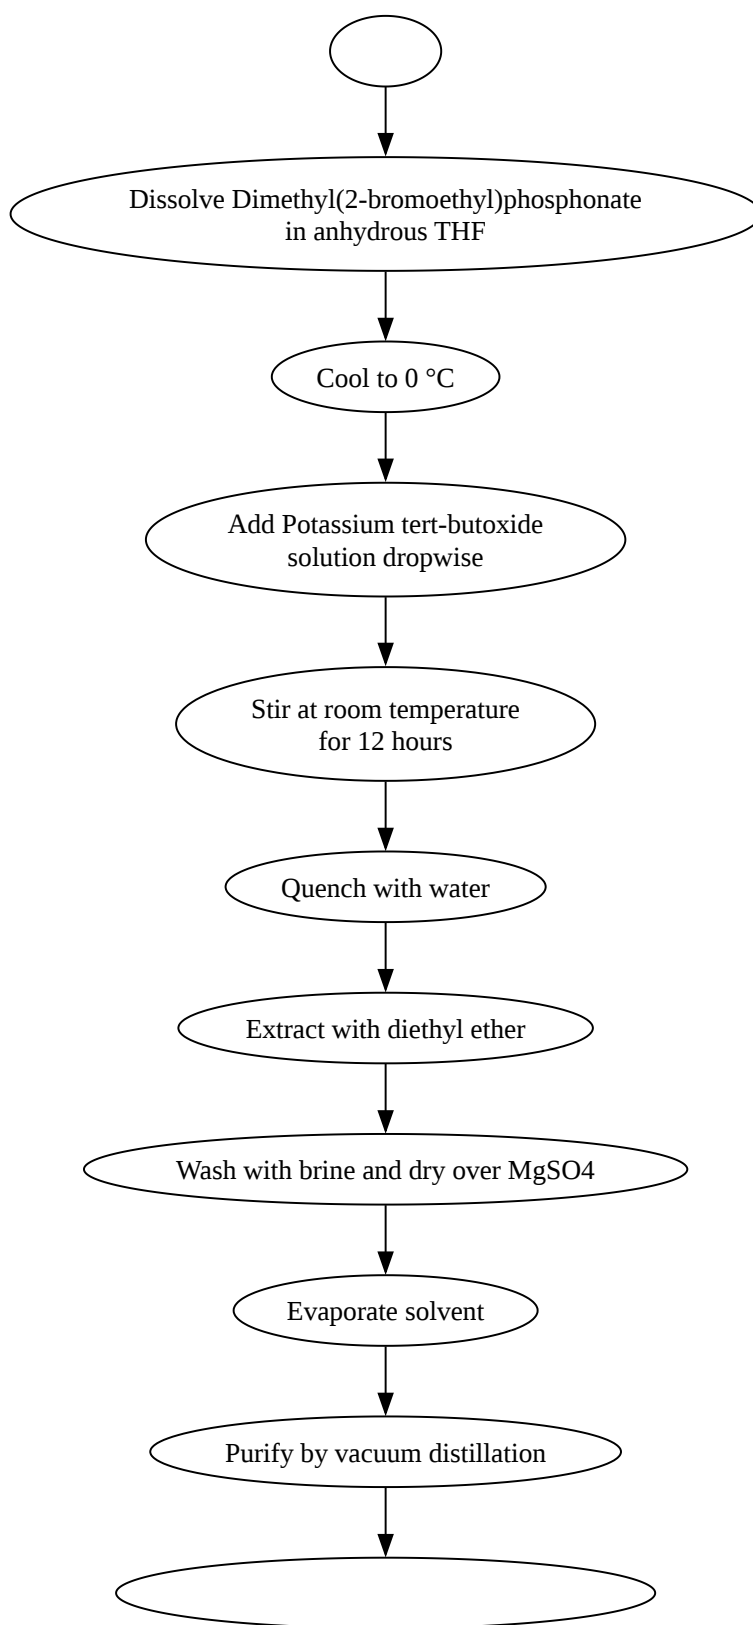 Dissolve Dimethyl(2-bromoethyl)phosphonate
in anhydrous THF
Cool to 0 °C
Add Potassium tert-butoxide
solution dropwise
Stir at room temperature
for 12 hours
Quench with water
Extract with diethyl ether
Wash with brine and dry over MgSO4
Evaporate solvent
Purify by vacuum distillation